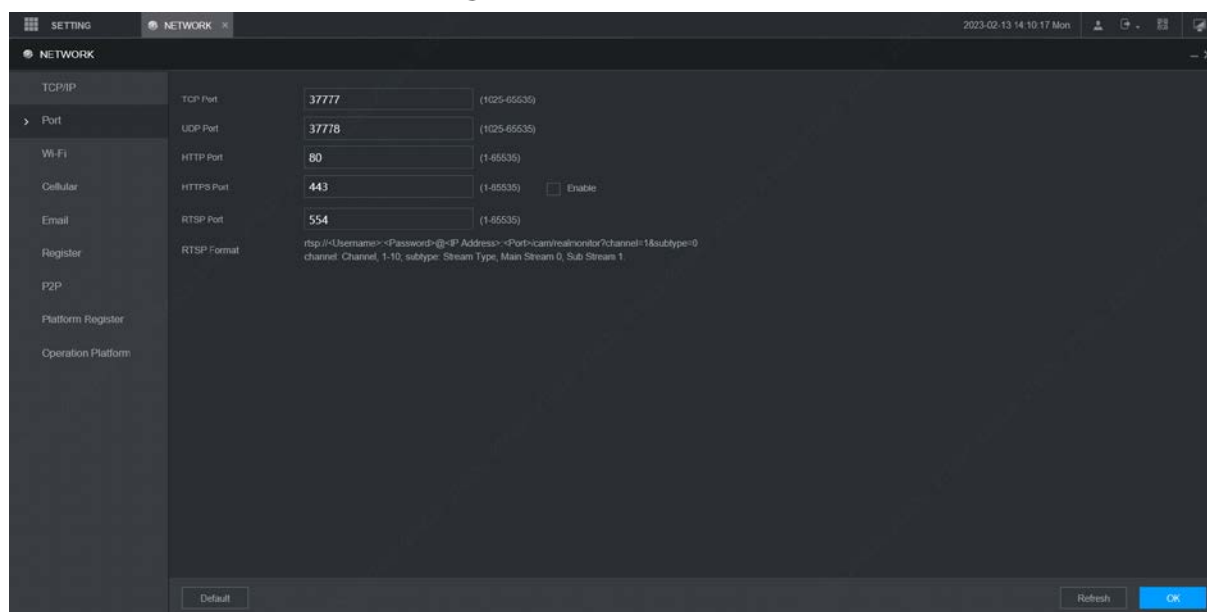 SETTING NETWORK × 2023-02-13 14:10:17 Mon
NETWORK
TCP/IP
Port
Wi-Fi
Cellular
Email
Register
P2P
Platform Register
Operation Platform
TCP Port 37777 (1025-65535)
UDP Port 37778 (1025-65535)
HTTP Port 80 (1-65535)
HTTPS Port 443 (1-65535) Enable
RTSP Port 554 (1-65535)
RTSP Format rtsp://<Username>:<Password>@<IP Address>:<Port>/cam/realmonitor?channel=1&subtype=0
channel: Channel, 1-10; subtype: Stream Type, Main Stream 0, Sub Stream 1.
Default Refresh OK